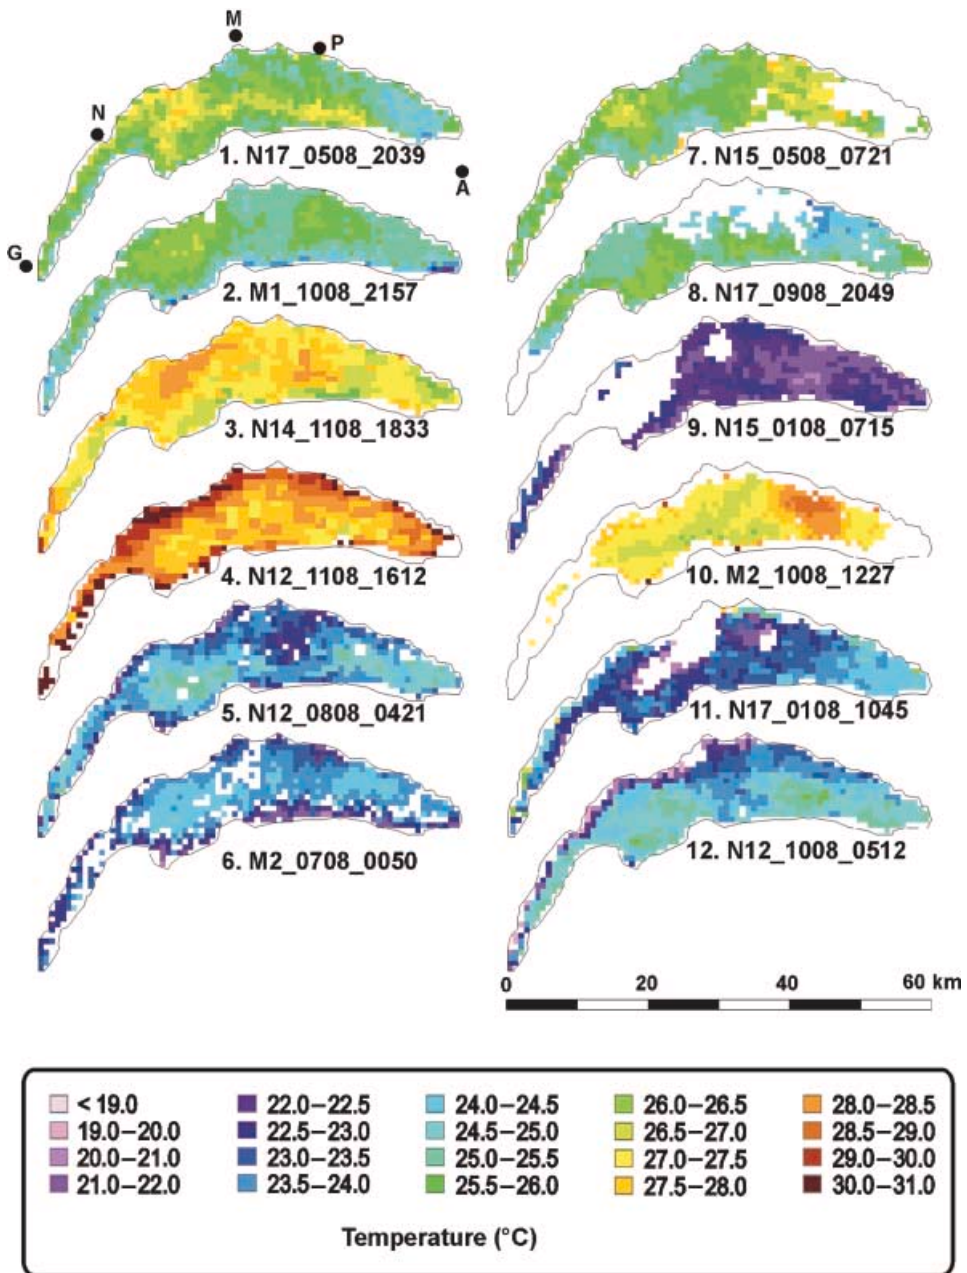 M
P
N
1. N17_0508_2039
7. N15_0508_0721
A
G
2. M1_1008_2157
8. N17_0908_2049
3. N14_1108_1833
9. N15_0108_0715
4. N12_1108_1612
10. M2_1008_1227
5. N12_0808_0421
11. N17_0108_1045
6. M2_0708_0050
12. N12_1008_0512
0 20 40 60 km
< 19.0 22.0–22.5 24.0–24.5 26.0–26.5 28.0–28.5
19.0–20.0 22.5–23.0 24.5–25.0 26.5–27.0 28.5–29.0
20.0–21.0 23.0–23.5 25.0–25.5 27.0–27.5 29.0–30.0
21.0–22.0 23.5–24.0 25.5–26.0 27.5–28.0 30.0–31.0
Temperature (°C)